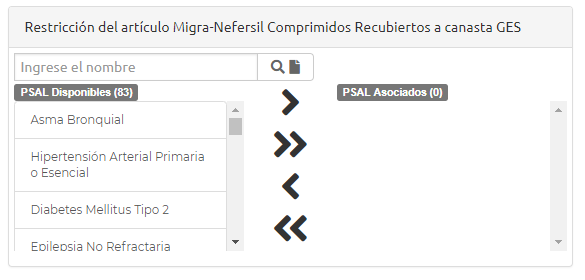 Restricción del artículo Migra-Nefersil Comprimidos Recubiertos a canasta GES
Ingrese el nombre
PSAL Disponibles (83)
PSAL Asociados (0)
Asma Bronquial
Hipertensión Arterial Primaria
o Esencial
Diabetes Mellitus Tipo 2
Epilepsia No Refractaria